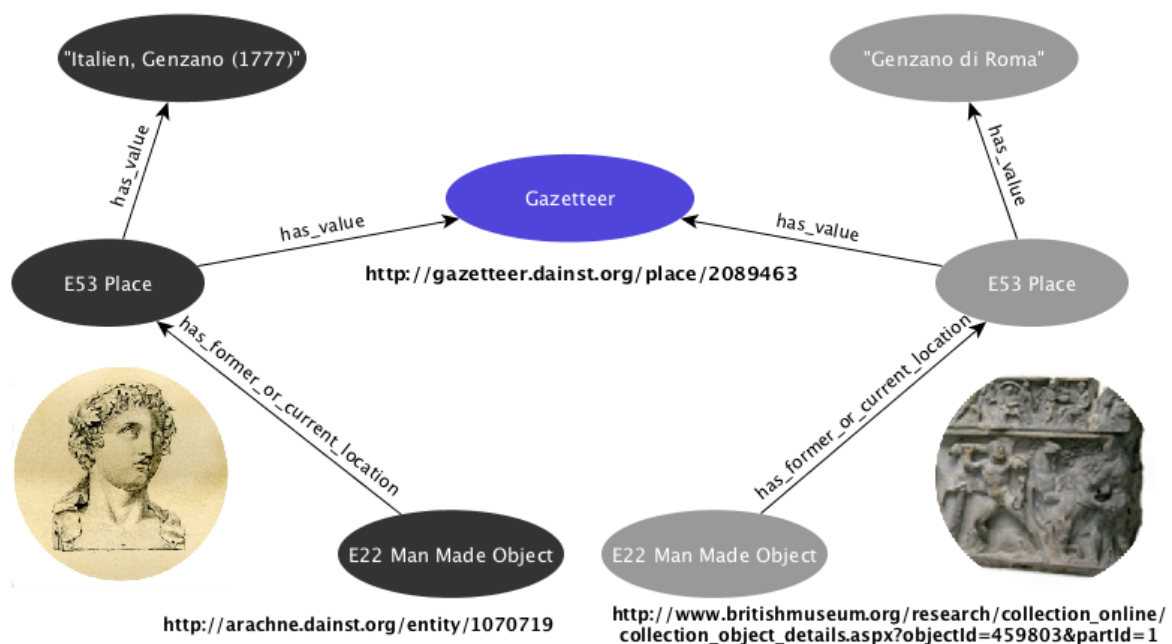 "Italien, Genzano (1777)"
"Genzano di Roma"
has_value
has_value
Gazetteer
has_value
has_value
http://gazetteer.dainst.org/place/2089463
E53 Place
E53 Place
has_former_or_current_location
has_former_or_current_location
E22 Man Made Object
E22 Man Made Object
http://arachne.dainst.org/entity/1070719
http://www.britishmuseum.org/research/collection_online/
collection_object_details.aspx?objectId=459803&partId=1